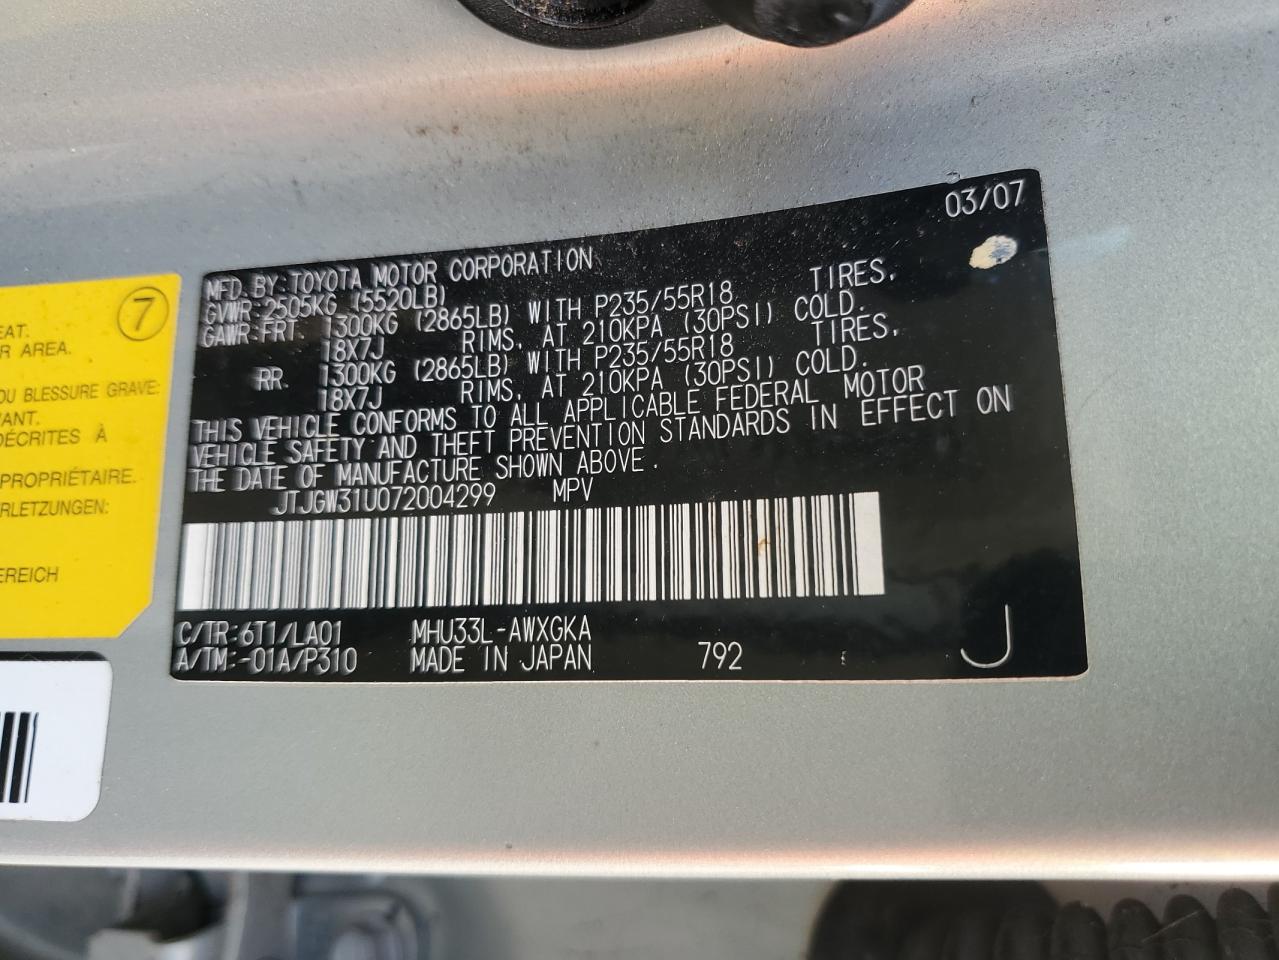 03/07
MFD. BY: TOYOTA MOTOR CORPORATION
GVWR: 2505KG (5520LB)
GAWR: FRT. 1300KG (2865LB) WITH P235/55R18 TIRES,
18X7J RIMS, AT 210KPA (30PSI) COLD.
RR. 1300KG (2865LB) WITH P235/55R18 TIRES,
18X7J RIMS, AT 210KPA (30PSI) COLD.
THIS VEHICLE CONFORMS TO ALL APPLICABLE FEDERAL MOTOR
VEHICLE SAFETY AND THEFT PREVENTION STANDARDS IN EFFECT ON
THE DATE OF MANUFACTURE SHOWN ABOVE.
JTJGW31U072004299 MPV
C/TR: 6T1/LA01 MHU33L-AWXGKA
A/TM: -01A/P310 MADE IN JAPAN 792 J
7
EAT.
R AREA.
OU BLESSURE GRAVE:
VANT.
DÉCRITES À
PROPRIÉTAIRE.
ERLETZUNGEN:
EREICH